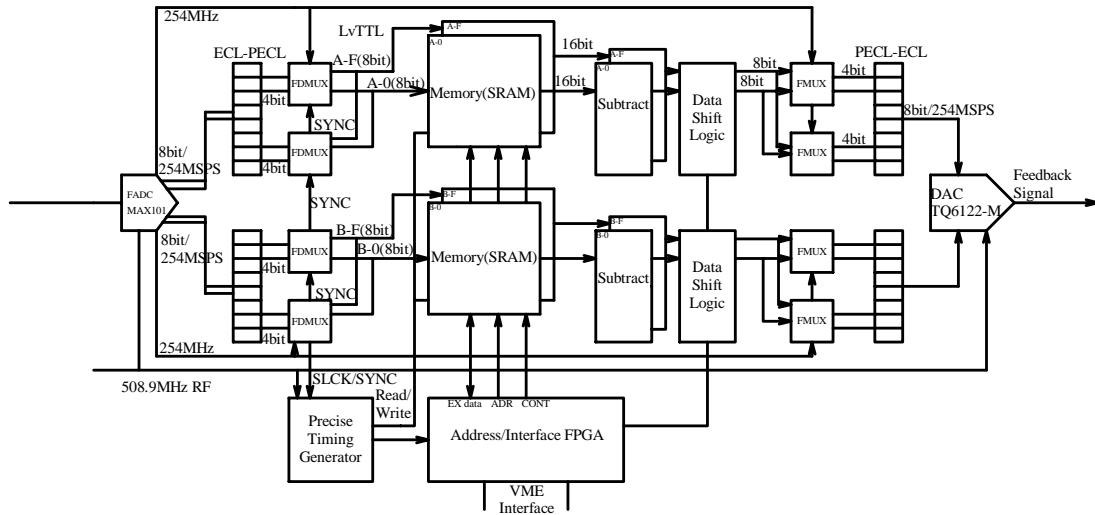 254MHz
LvTTL
ECL-PECL
A-F(8bit)
A-0(8bit)
FDMUX
4bit
SYNC
FDMUX
4bit
8bit/
254MSPS
A-F
A-0
Memory(SRAM)
16bit
16bit
A-F
A-0
Subtract
Data
Shift
Logic
8bit
8bit
FMUX
4bit
FMUX
4bit
PECL-ECL
8bit/254MSPS
FADC
MAX101
SYNC
8bit/
254MSPS
B-F(8bit)
B-0(8bit)
FDMUX
4bit
SYNC
FDMUX
4bit
B-F
B-0
Memory(SRAM)
B-F
B-0
Subtract
Data
Shift
Logic
FMUX
FMUX
DAC
TQ6122-M
Feedback
Signal
254MHz
508.9MHz RF
SLCK/SYNC
Read/
Write
Precise
Timing
Generator
EX data
ADR
CONT
Address/Interface FPGA
VME
Interface